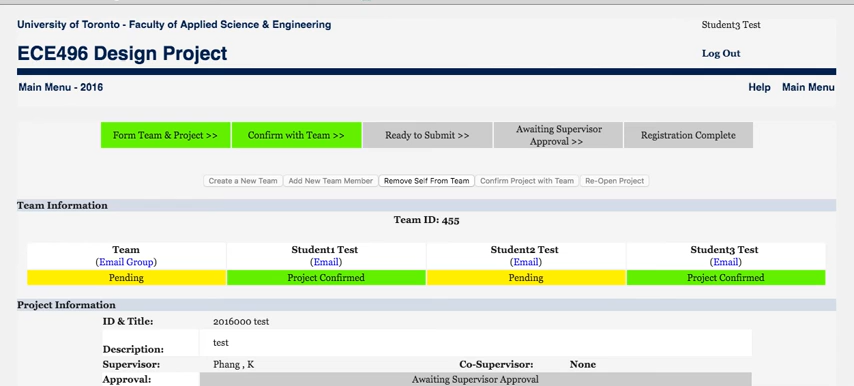 University of Toronto - Faculty of Applied Science & Engineering
Student3 Test
ECE496 Design Project
Log Out
Main Menu - 2016
Help Main Menu
Form Team & Project >>
Confirm with Team >>
Ready to Submit >>
Awaiting Supervisor
Approval >>
Registration Complete
Create a New Team
Add New Team Member
Remove Self From Team
Confirm Project with Team
Re-Open Project
Team Information
Team ID: 455
Team
(Email Group)
Pending
Student1 Test
(Email)
Project Confirmed
Student2 Test
(Email)
Pending
Student3 Test
(Email)
Project Confirmed
Project Information
ID & Title: 2016000 test
Description: test
Supervisor: Phang , K Co-Supervisor: None
Approval: Awaiting Supervisor Approval